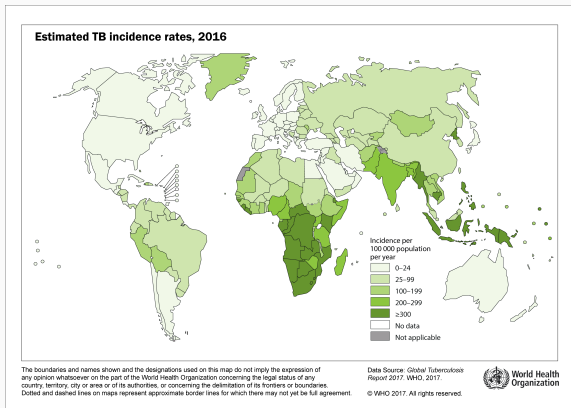 Estimated TB incidence rates, 2016
Incidence per
100 000 population
per year
0–24
25–99
100–199
200–299
≥300
No data
Not applicable
The boundaries and names shown and the designations used on this map do not imply the expression of
any opinion whatsoever on the part of the World Health Organization concerning the legal status of any
country, territory, city or area or of its authorities, or concerning the delimitation of its frontiers or boundaries.
Dotted and dashed lines on maps represent approximate border lines for which there may not yet be full agreement.
Data Source: Global Tuberculosis
Report 2017. WHO, 2017.
© WHO 2017. All rights reserved.
World Health
Organization